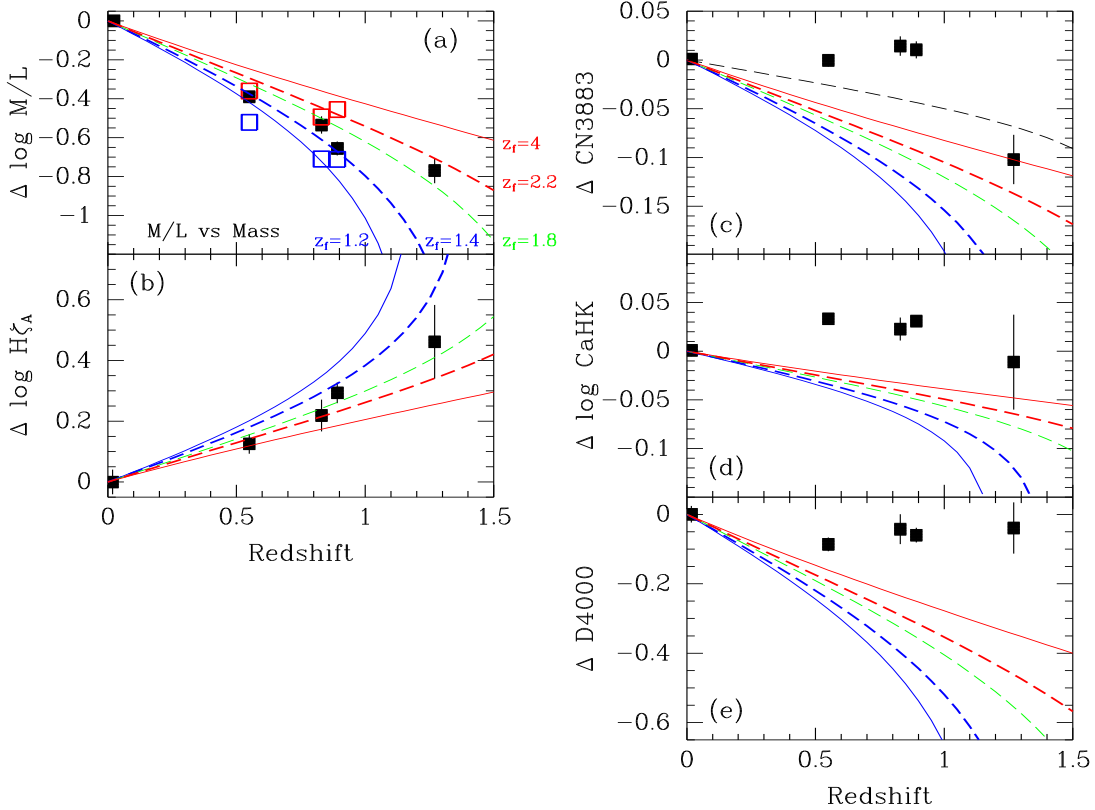 (a)
0
−0.2
−0.4
−0.6
−0.8
−1
Δ log M/L
M/L vs Mass
z_f=1.2
z_f=1.4
z_f=4
z_f=2.2
z_f=1.8
(b)
0.6
0.4
0.2
0
Δ log Hζ_A
0 0.5 1 1.5
Redshift
0.05
0
−0.05
−0.1
−0.15
Δ CN3883
(c)
0.05
0
−0.05
−0.1
Δ log CaHK
(d)
0
−0.2
−0.4
−0.6
Δ D4000
(e)
0 0.5 1 1.5
Redshift